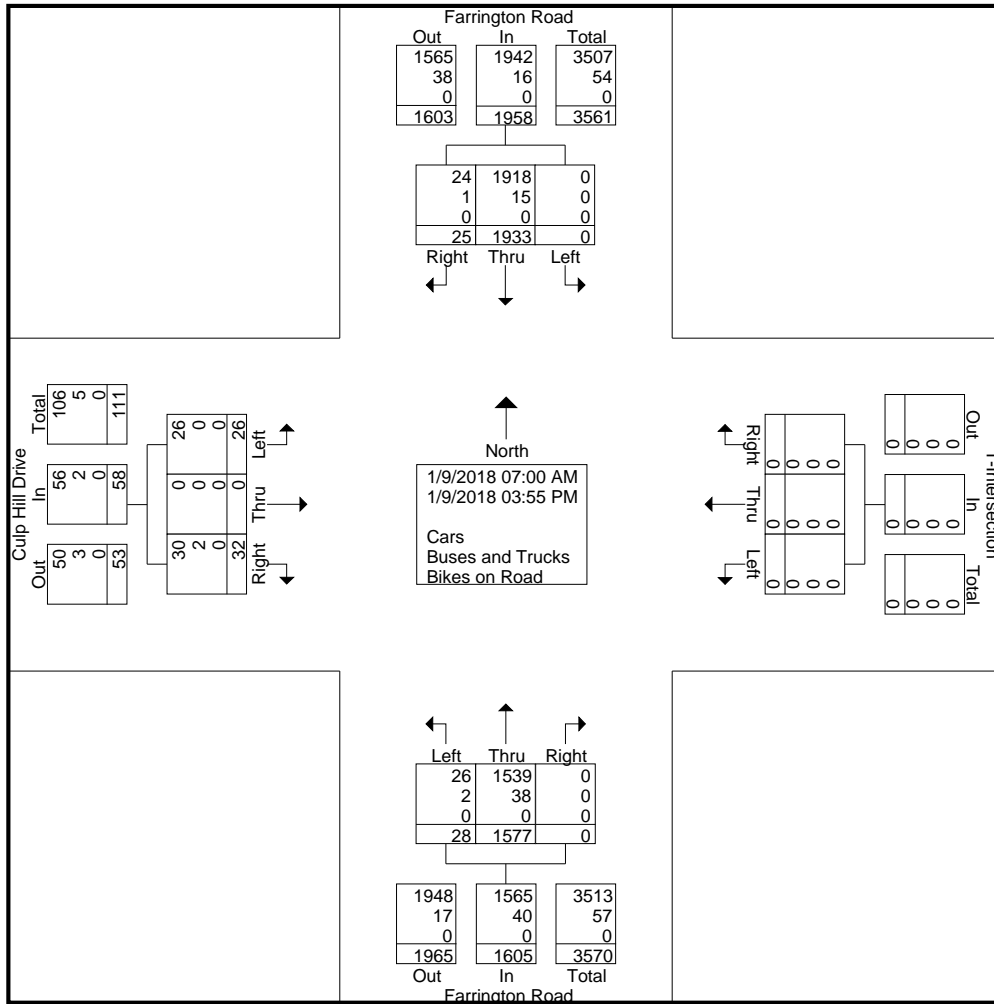 Farrington Road
Out In Total
1565 1942 3507
38 16 54
0 0 0
1603 1958 3561
24 1918 0
1 15 0
0 0 0
25 1933 0
Right Thru Left
Culp Hill Drive
Total
106
5
0
111
In
56
2
0
58
Out
50
3
0
53
26
0
0
26
Left
0
0
0
0
Thru
30
2
0
32
Right
North
1/9/2018 07:00 AM
1/9/2018 03:55 PM
Cars
Buses and Trucks
Bikes on Road
Right
0
0
0
0
Thru
0
0
0
0
Left
0
0
0
0
Out
0
0
0
0
In
0
0
0
0
Total
0
0
0
0
T-Intersection
Left Thru Right
26 1539 0
2 38 0
0 0 0
28 1577 0
1948 1565 3513
17 40 57
0 0 0
1965 1605 3570
Out In Total
Farrington Road